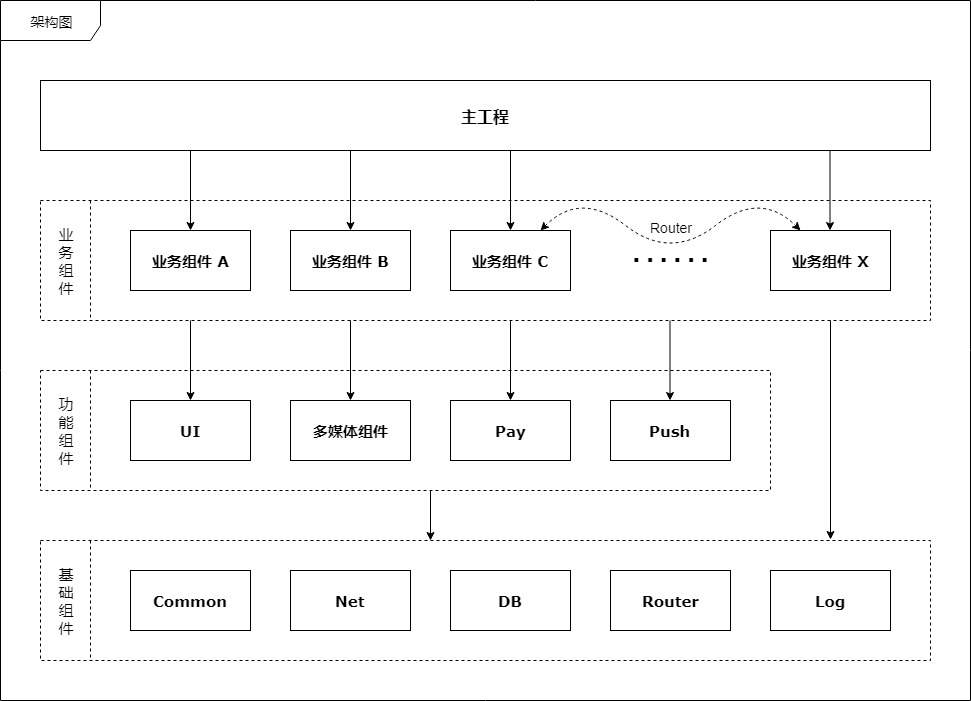 架构图
主工程
业务组件
Router
业务组件 A
业务组件 B
业务组件 C
......
业务组件 X
功能组件
UI
多媒体组件
Pay
Push
基础组件
Common
Net
DB
Router
Log